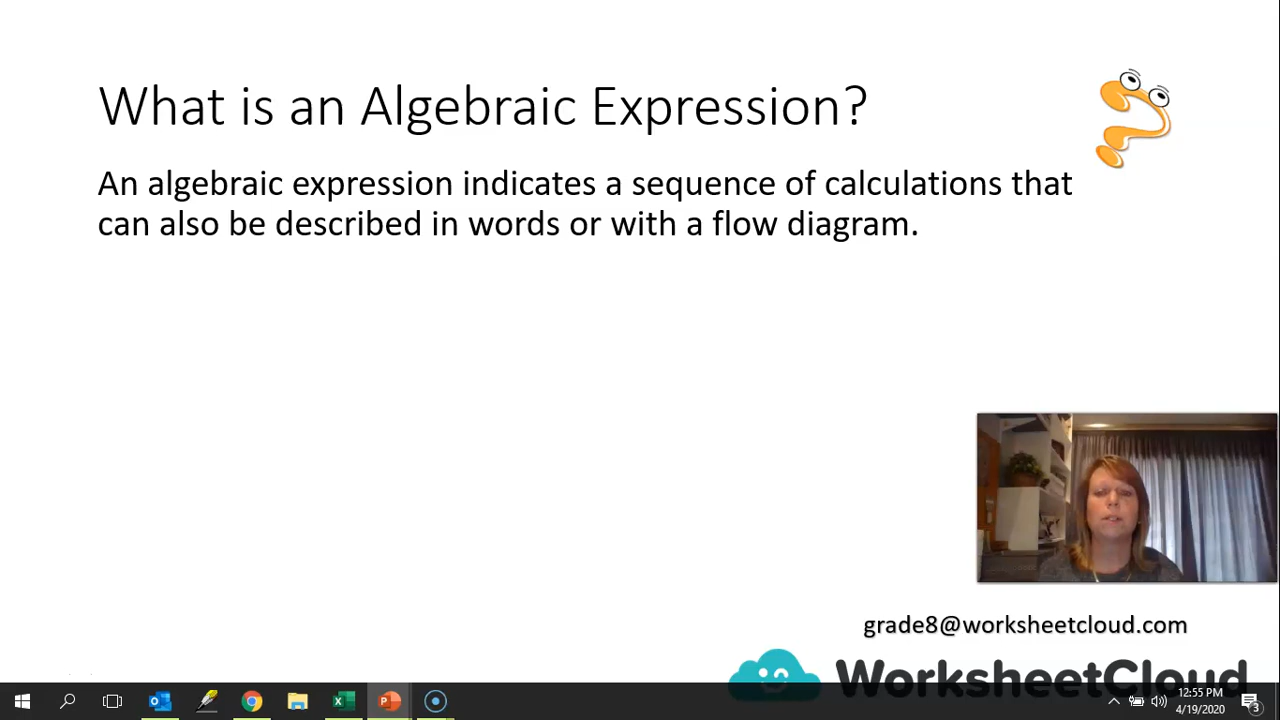 What is an Algebraic Expression?
An algebraic expression indicates a sequence of calculations that
can also be described in words or with a flow diagram.
grade8@worksheetcloud.com
WorksheetCloud
12:55 PM
4/19/2020
3